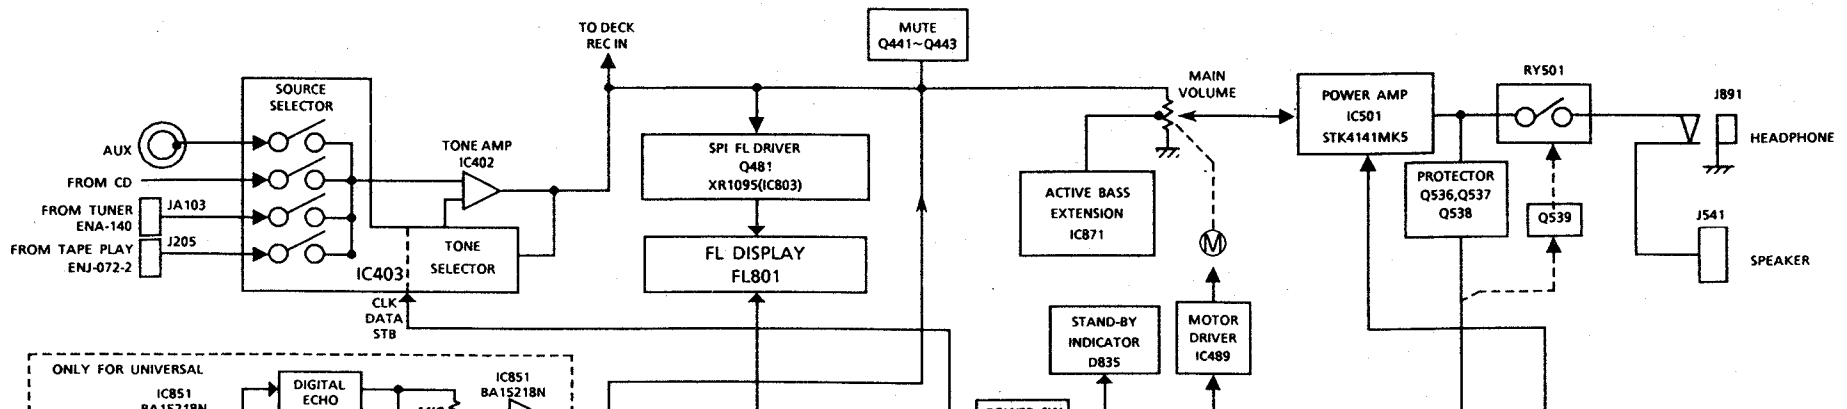 TO DECK
REC IN
MUTE
Q441~Q443
SOURCE
SELECTOR
AUX
FROM CD
FROM TUNER
ENA-140
JA103
FROM TAPE PLAY
ENJ-072-2
J205
TONE AMP
IC402
TONE
SELECTOR
IC403
CLK
DATA
STB
SPI FL DRIVER
Q481
XR1095(IC803)
FL DISPLAY
FL801
MAIN
VOLUME
ACTIVE BASS
EXTENSION
IC871
M
POWER AMP
IC501
STK4141MK5
RY501
PROTECTOR
Q536,Q537
Q538
Q539
J891
HEADPHONE
J541
SPEAKER
STAND-BY
INDICATOR
D835
MOTOR
DRIVER
IC489
ONLY FOR UNIVERSAL
IC851
BA15218N
DIGITAL
ECHO
IC851
BA15218N